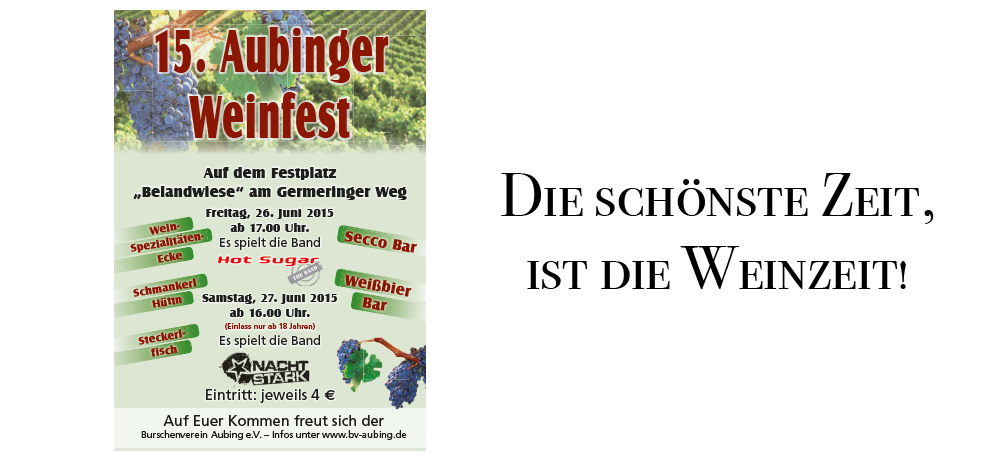 15. Aubinger
Weinfest
Auf dem Festplatz
„Belandwiese“ am Germeringer Weg
Freitag, 26. Juni 2015
ab 17.00 Uhr.
Es spielt die Band
Hot Sugar
THE BAND
Wein-
Spezialitäten-
Ecke
Secco Bar
Schmankerl
Hüttn
Weißbier
Bar
Samstag, 27. Juni 2015
ab 16.00 Uhr.
(Einlass nur ab 18 Jahren)
Es spielt die Band
Steckerl-
fisch
NACHT
STARK
Eintritt: jeweils 4 €
Auf Euer Kommen freut sich der
Burschenverein Aubing e.V. – Infos unter www.bv-aubing.de
Die schönste Zeit,
ist die Weinzeit!